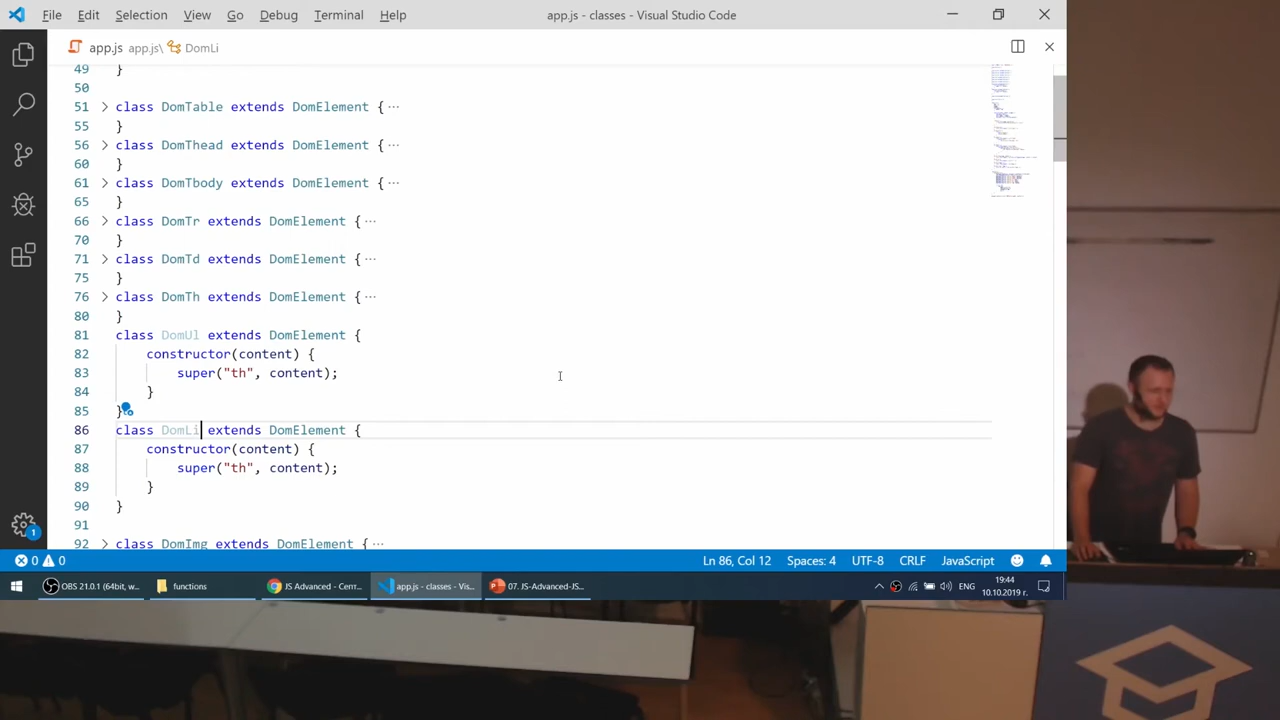 File Edit Selection View Go Debug Terminal Help
app.js - classes - Visual Studio Code
app.js app.js\ DomLi
49 }
50
51 class DomTable extends DomElement {···
55
56 class DomThead extends DomElement {···
60
61 class DomTbody extends DomElement {···
65
66 class DomTr extends DomElement {···
70 }
71 class DomTd extends DomElement {···
75 }
76 class DomTh extends DomElement {···
80 }
81 class DomUl extends DomElement {
82 constructor(content) {
83 super("th", content);
84 }
85 }
86 class DomLi extends DomElement {
87 constructor(content) {
88 super("th", content);
89 }
90 }
91
92 class DomImg extends DomElement {···
1
0 0
Ln 86, Col 12 Spaces: 4 UTF-8 CRLF JavaScript
OBS 21.0.1 (64bit, w...
functions
JS Advanced - Септ...
app.js - classes - Vis...
07. JS-Advanced-JS...
ЕНГ
19:44
10.10.2019 г.